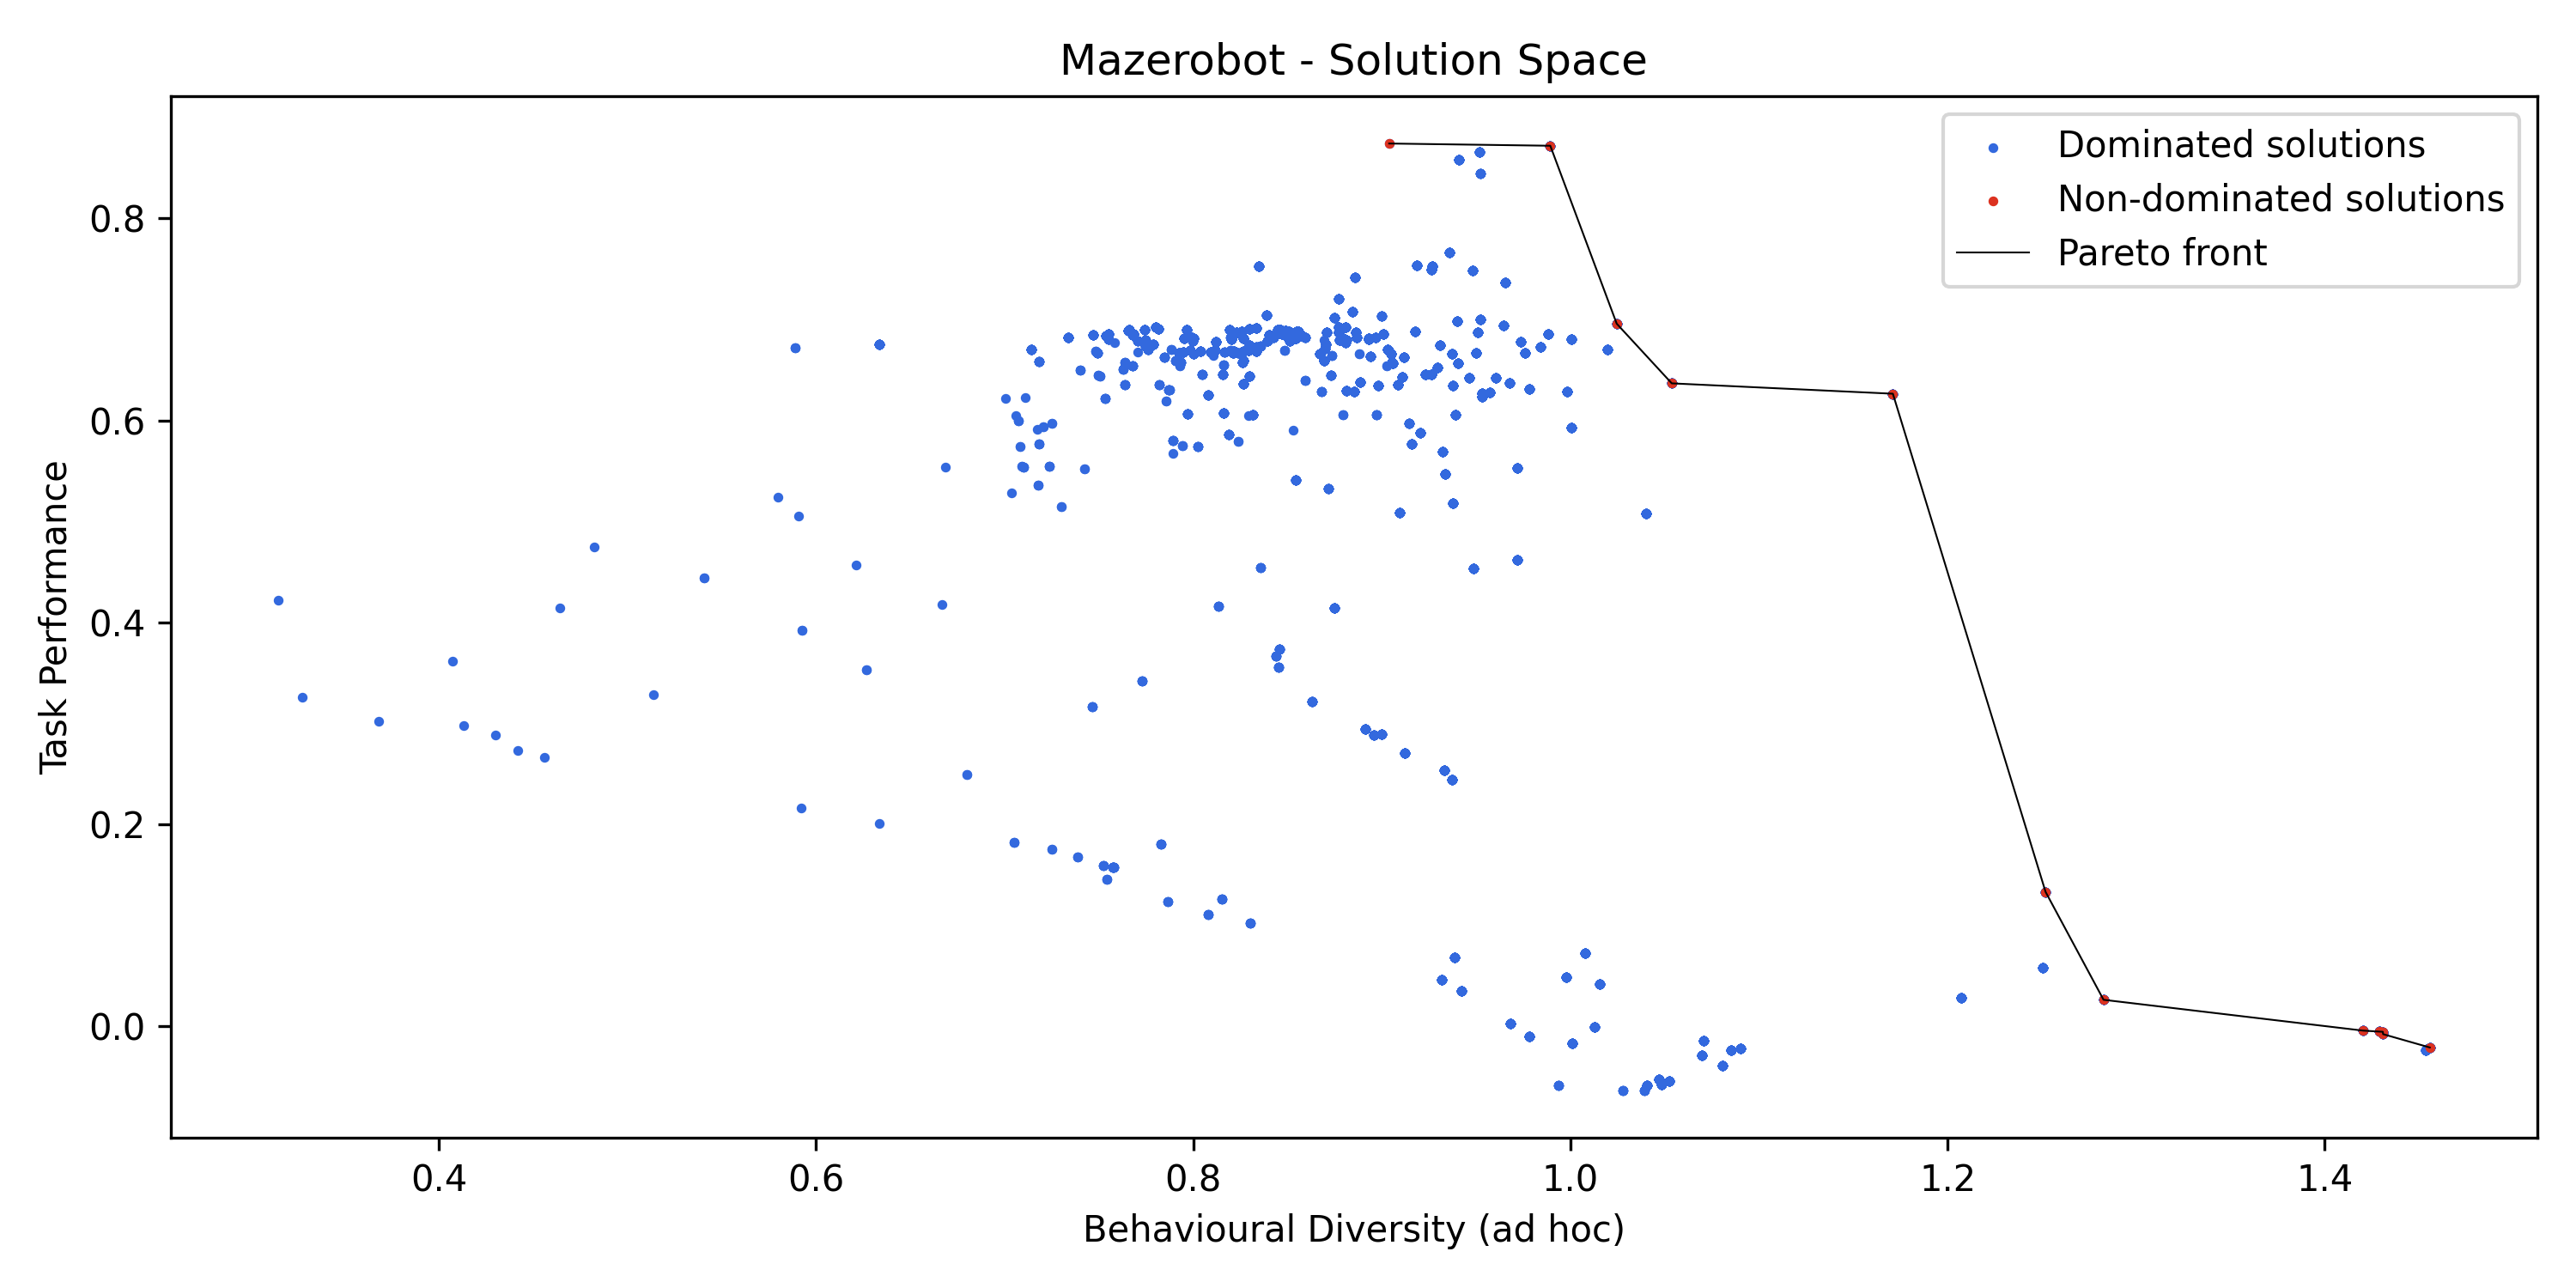 Mazerobot - Solution Space
Dominated solutions
Non-dominated solutions
Pareto front
Task Performance
0.8
0.6
0.4
0.2
0.0
0.4 0.6 0.8 1.0 1.2 1.4
Behavioural Diversity (ad hoc)